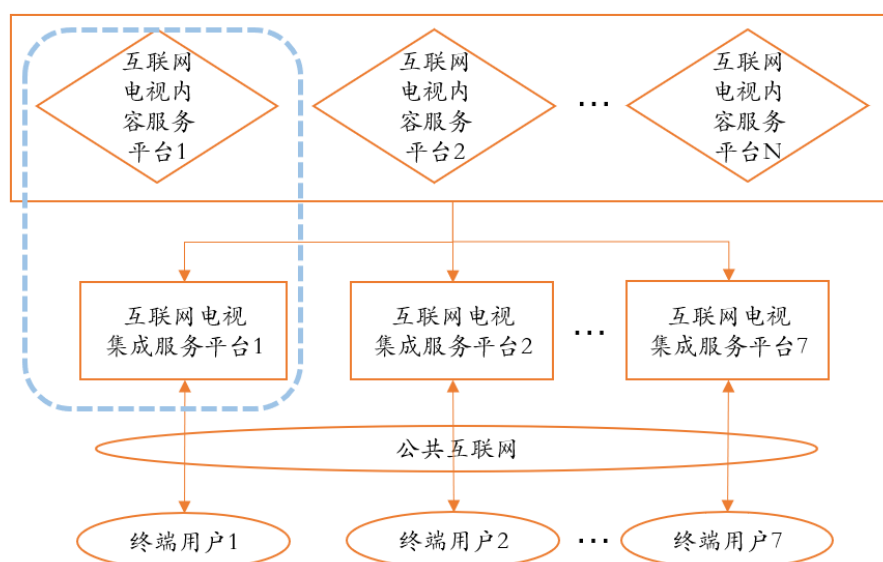 互联网
电视内
容服务
平台1
互联网
电视内
容服务
平台2
...
互联网
电视内
容服务
平台N
互联网电视
集成服务平台1
互联网电视
集成服务平台2
...
互联网电视
集成服务平台7
公共互联网
终端用户1
终端用户2
...
终端用户7